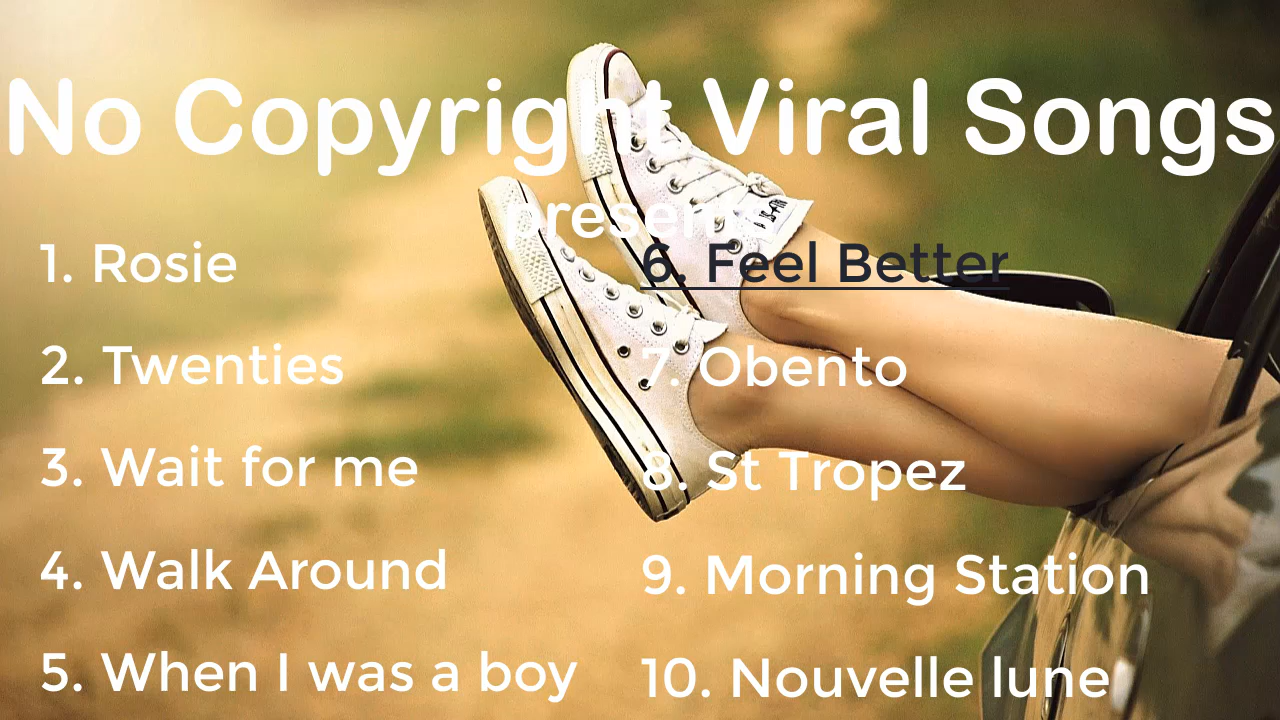 No Copyright Viral Songs
presents
1. Rosie
2. Twenties
3. Wait for me
4. Walk Around
5. When I was a boy
6. Feel Better
7. Obento
8. St Tropez
9. Morning Station
10. Nouvelle lune